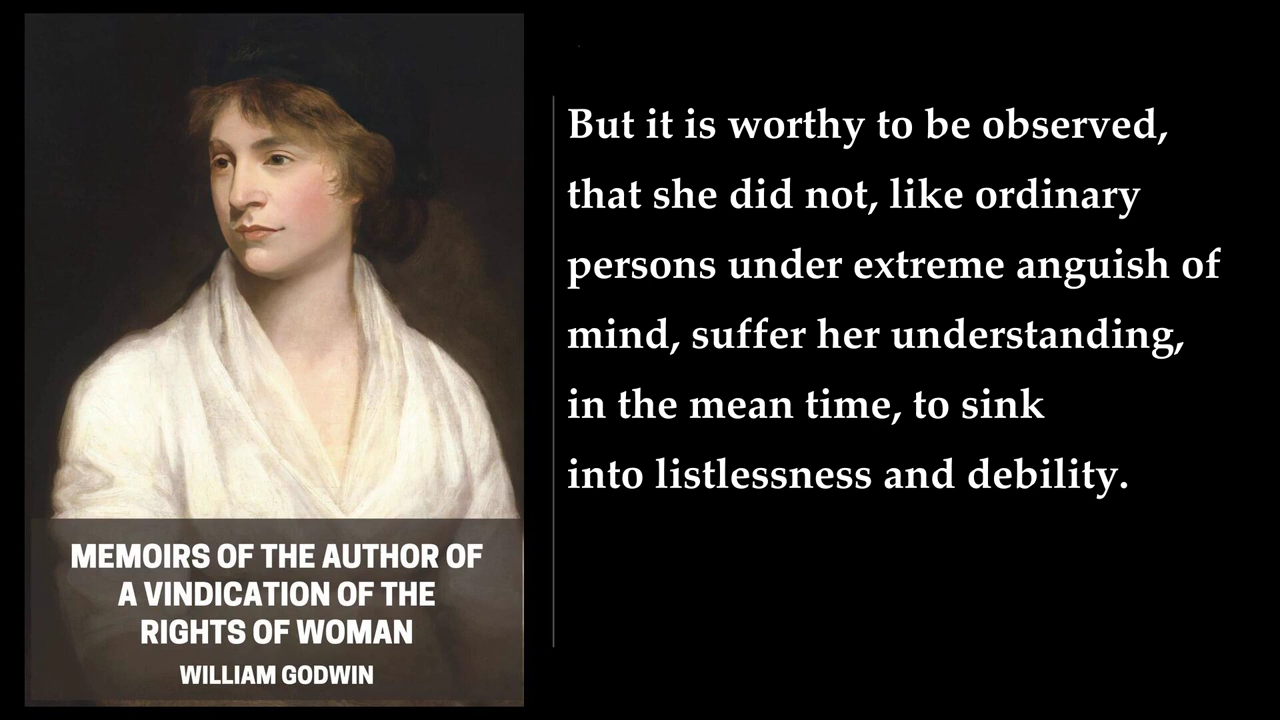 MEMOIRS OF THE AUTHOR OF
A VINDICATION OF THE
RIGHTS OF WOMAN
WILLIAM GODWIN
But it is worthy to be observed,
that she did not, like ordinary
persons under extreme anguish of
mind, suffer her understanding,
in the mean time, to sink
into listlessness and debility.